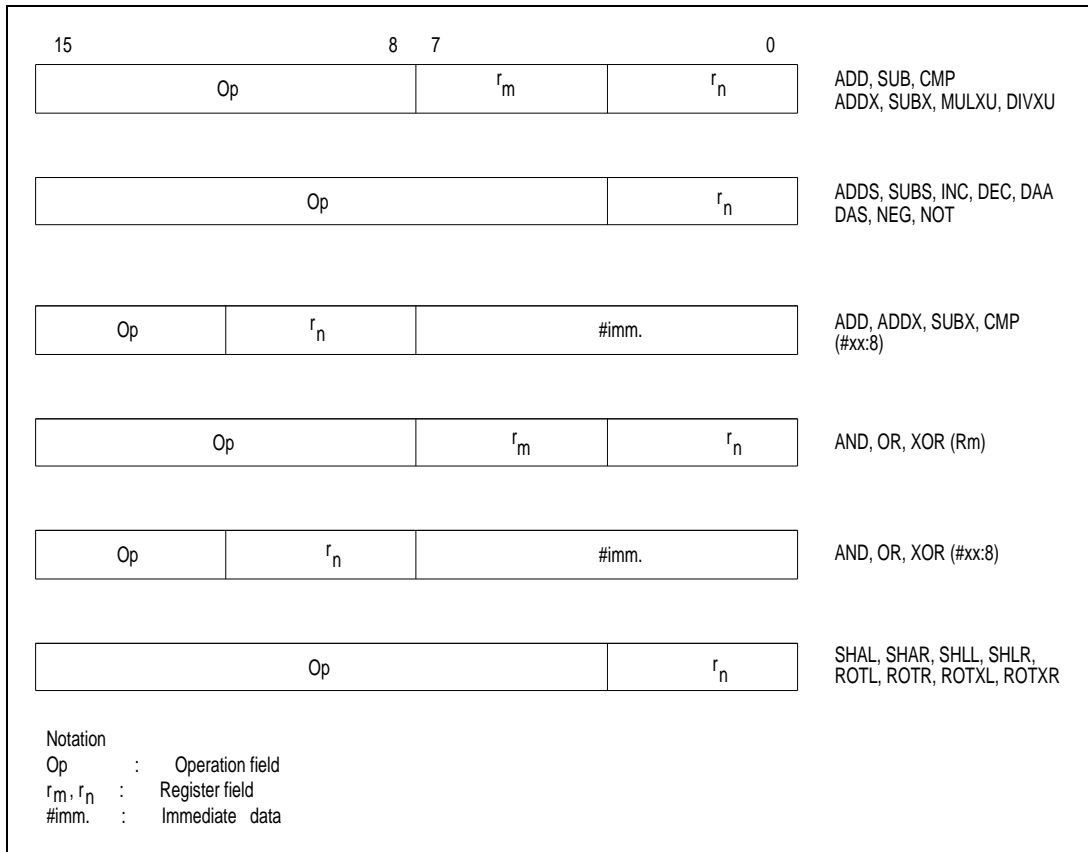 15 8 7 0
Op rm rn ADD, SUB, CMP
ADDX, SUBX, MULXU, DIVXU
Op rn ADDS, SUBS, INC, DEC, DAA
DAS, NEG, NOT
Op rn #imm. ADD, ADDX, SUBX, CMP
(#xx:8)
Op rm rn AND, OR, XOR (Rm)
Op rn #imm. AND, OR, XOR (#xx:8)
Op rn SHAL, SHAR, SHLL, SHLR,
ROTL, ROTR, ROTXL, ROTXR
Notation
Op : Operation field
rm, rn : Register field
#imm. : Immediate data